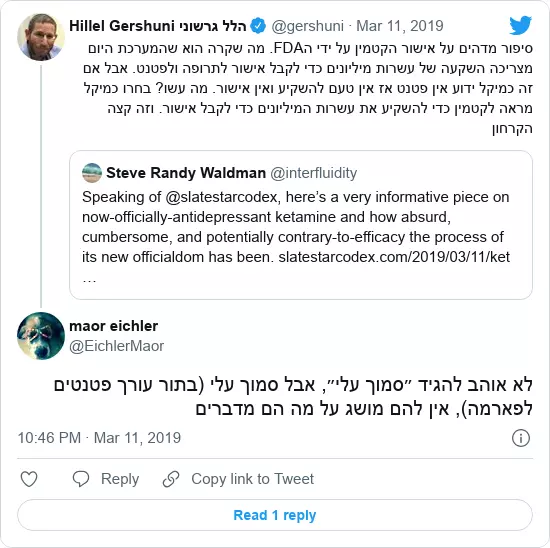 Hillel Gershuni הלל גרשוני @gershuni · Mar 11, 2019
סיפור מדהים על אישור הקטמין על ידי הFDA. מה שקרה הוא שהמערכת היום
מצריכה השקעה של עשרות מיליונים כדי לקבל אישור לתרופה ולפטנט. אבל אם
זה כמיקל ידוע אין פטנט אז אין טעם להשקיע ואין אישור. מה עשו? בחרו כמיקל
מראה לקטמין כדי להשקיע את עשרות המיליונים כדי לקבל אישור. וזה קצה
הקרחון
Steve Randy Waldman @interfluidity
Speaking of @slatestarcodex, here's a very informative piece on
now-officially-antidepressant ketamine and how absurd,
cumbersome, and potentially contrary-to-efficacy the process of
its new officialdom has been. slatestarcodex.com/2019/03/11/ket
…
maor eichler
@EichlerMaor
לא אוהב להגיד ״סמוך עלי״, אבל סמוך עלי (בתור עורך פטנטים
לפארמה), אין להם מושג על מה הם מדברים
10:46 PM · Mar 11, 2019
Reply
Copy link to Tweet
Read 1 reply